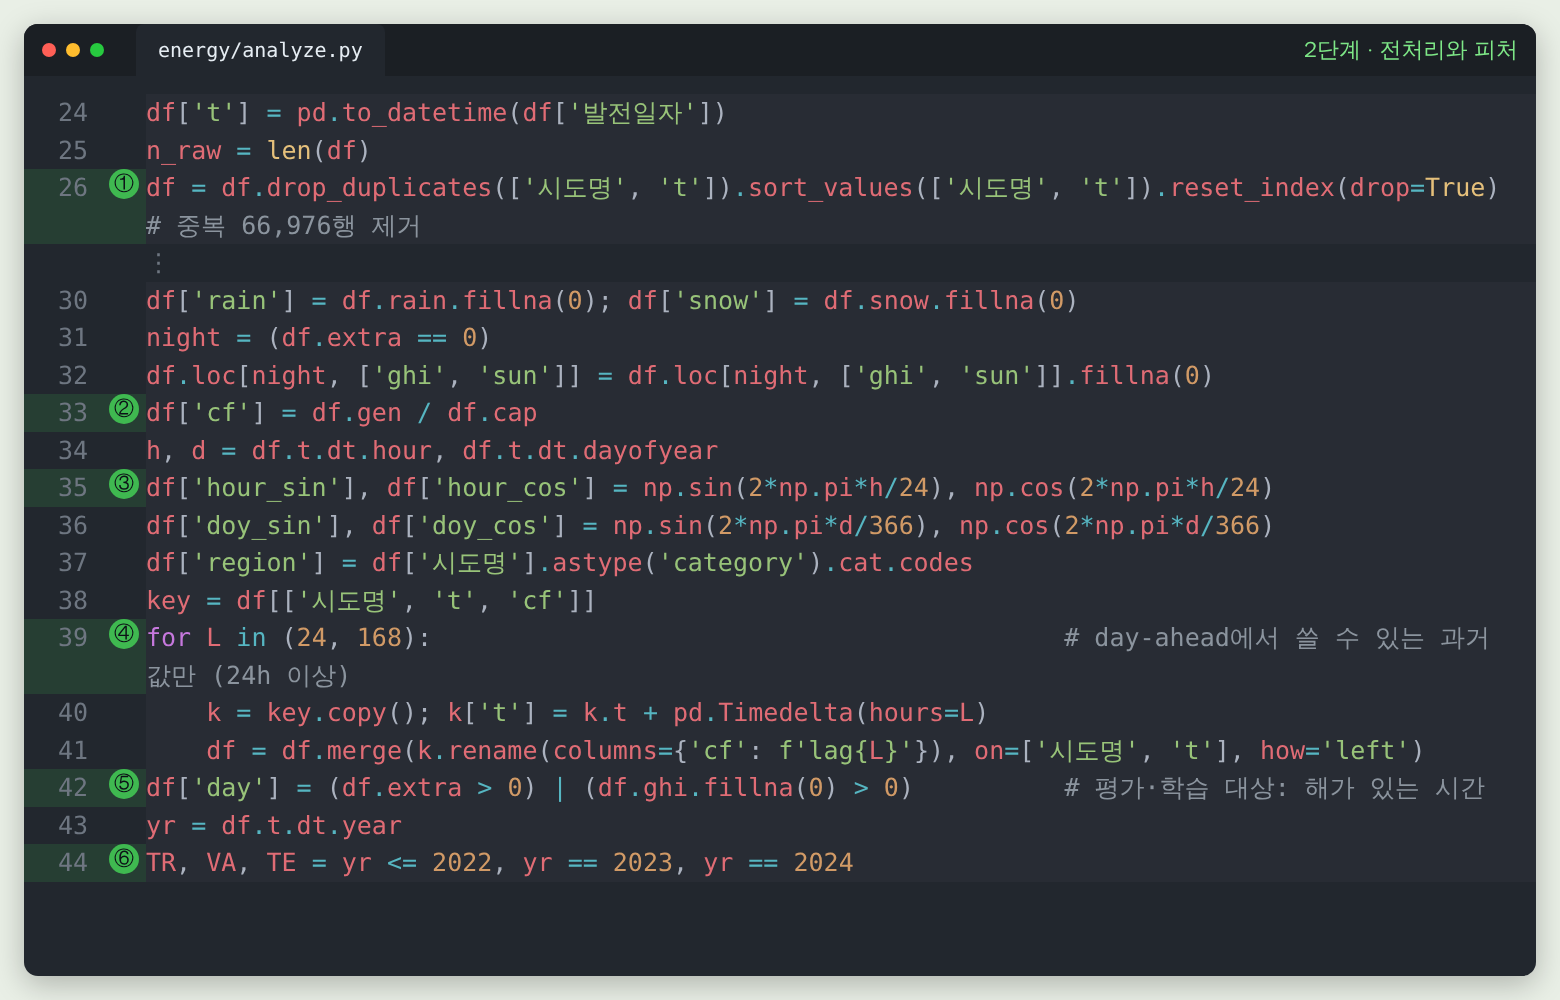 energy/analyze.py
2단계 · 전처리와 피처
24 df['t'] = pd.to_datetime(df['발전일자'])
25 n_raw = len(df)
26 ① df = df.drop_duplicates(['시도명', 't']).sort_values(['시도명', 't']).reset_index(drop=True)
# 중복 66,976행 제거
⋮
30 df['rain'] = df.rain.fillna(0); df['snow'] = df.snow.fillna(0)
31 night = (df.extra == 0)
32 df.loc[night, ['ghi', 'sun']] = df.loc[night, ['ghi', 'sun']].fillna(0)
33 ② df['cf'] = df.gen / df.cap
34 h, d = df.t.dt.hour, df.t.dt.dayofyear
35 ③ df['hour_sin'], df['hour_cos'] = np.sin(2*np.pi*h/24), np.cos(2*np.pi*h/24)
36 df['doy_sin'], df['doy_cos'] = np.sin(2*np.pi*d/366), np.cos(2*np.pi*d/366)
37 df['region'] = df['시도명'].astype('category').cat.codes
38 key = df[['시도명', 't', 'cf']]
39 ④ for L in (24, 168): # day-ahead에서 쓸 수 있는 과거
값만 (24h 이상)
40 k = key.copy(); k['t'] = k.t + pd.Timedelta(hours=L)
41 df = df.merge(k.rename(columns={'cf': f'lag{L}'}), on=['시도명', 't'], how='left')
42 ⑤ df['day'] = (df.extra > 0) | (df.ghi.fillna(0) > 0) # 평가·학습 대상: 해가 있는 시간
43 yr = df.t.dt.year
44 ⑥ TR, VA, TE = yr <= 2022, yr == 2023, yr == 2024